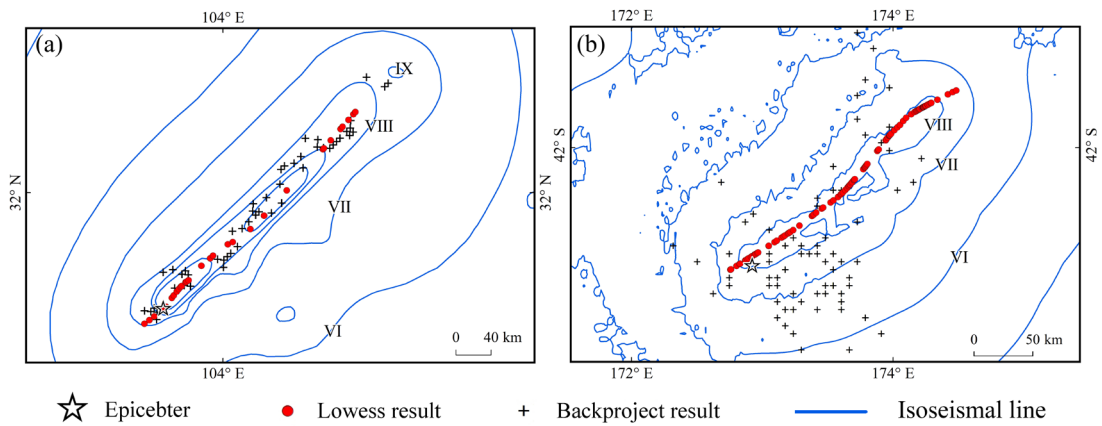 104° E
172° E
174° E
(a)
(b)
IX
VIII
VII
VI
32° N
VIII
VII
VI
42° S
42° S
0 40 km
0 50 km
104° E
172° E
174° E
Epicebter
Lowess result
Backproject result
Isoseismal line